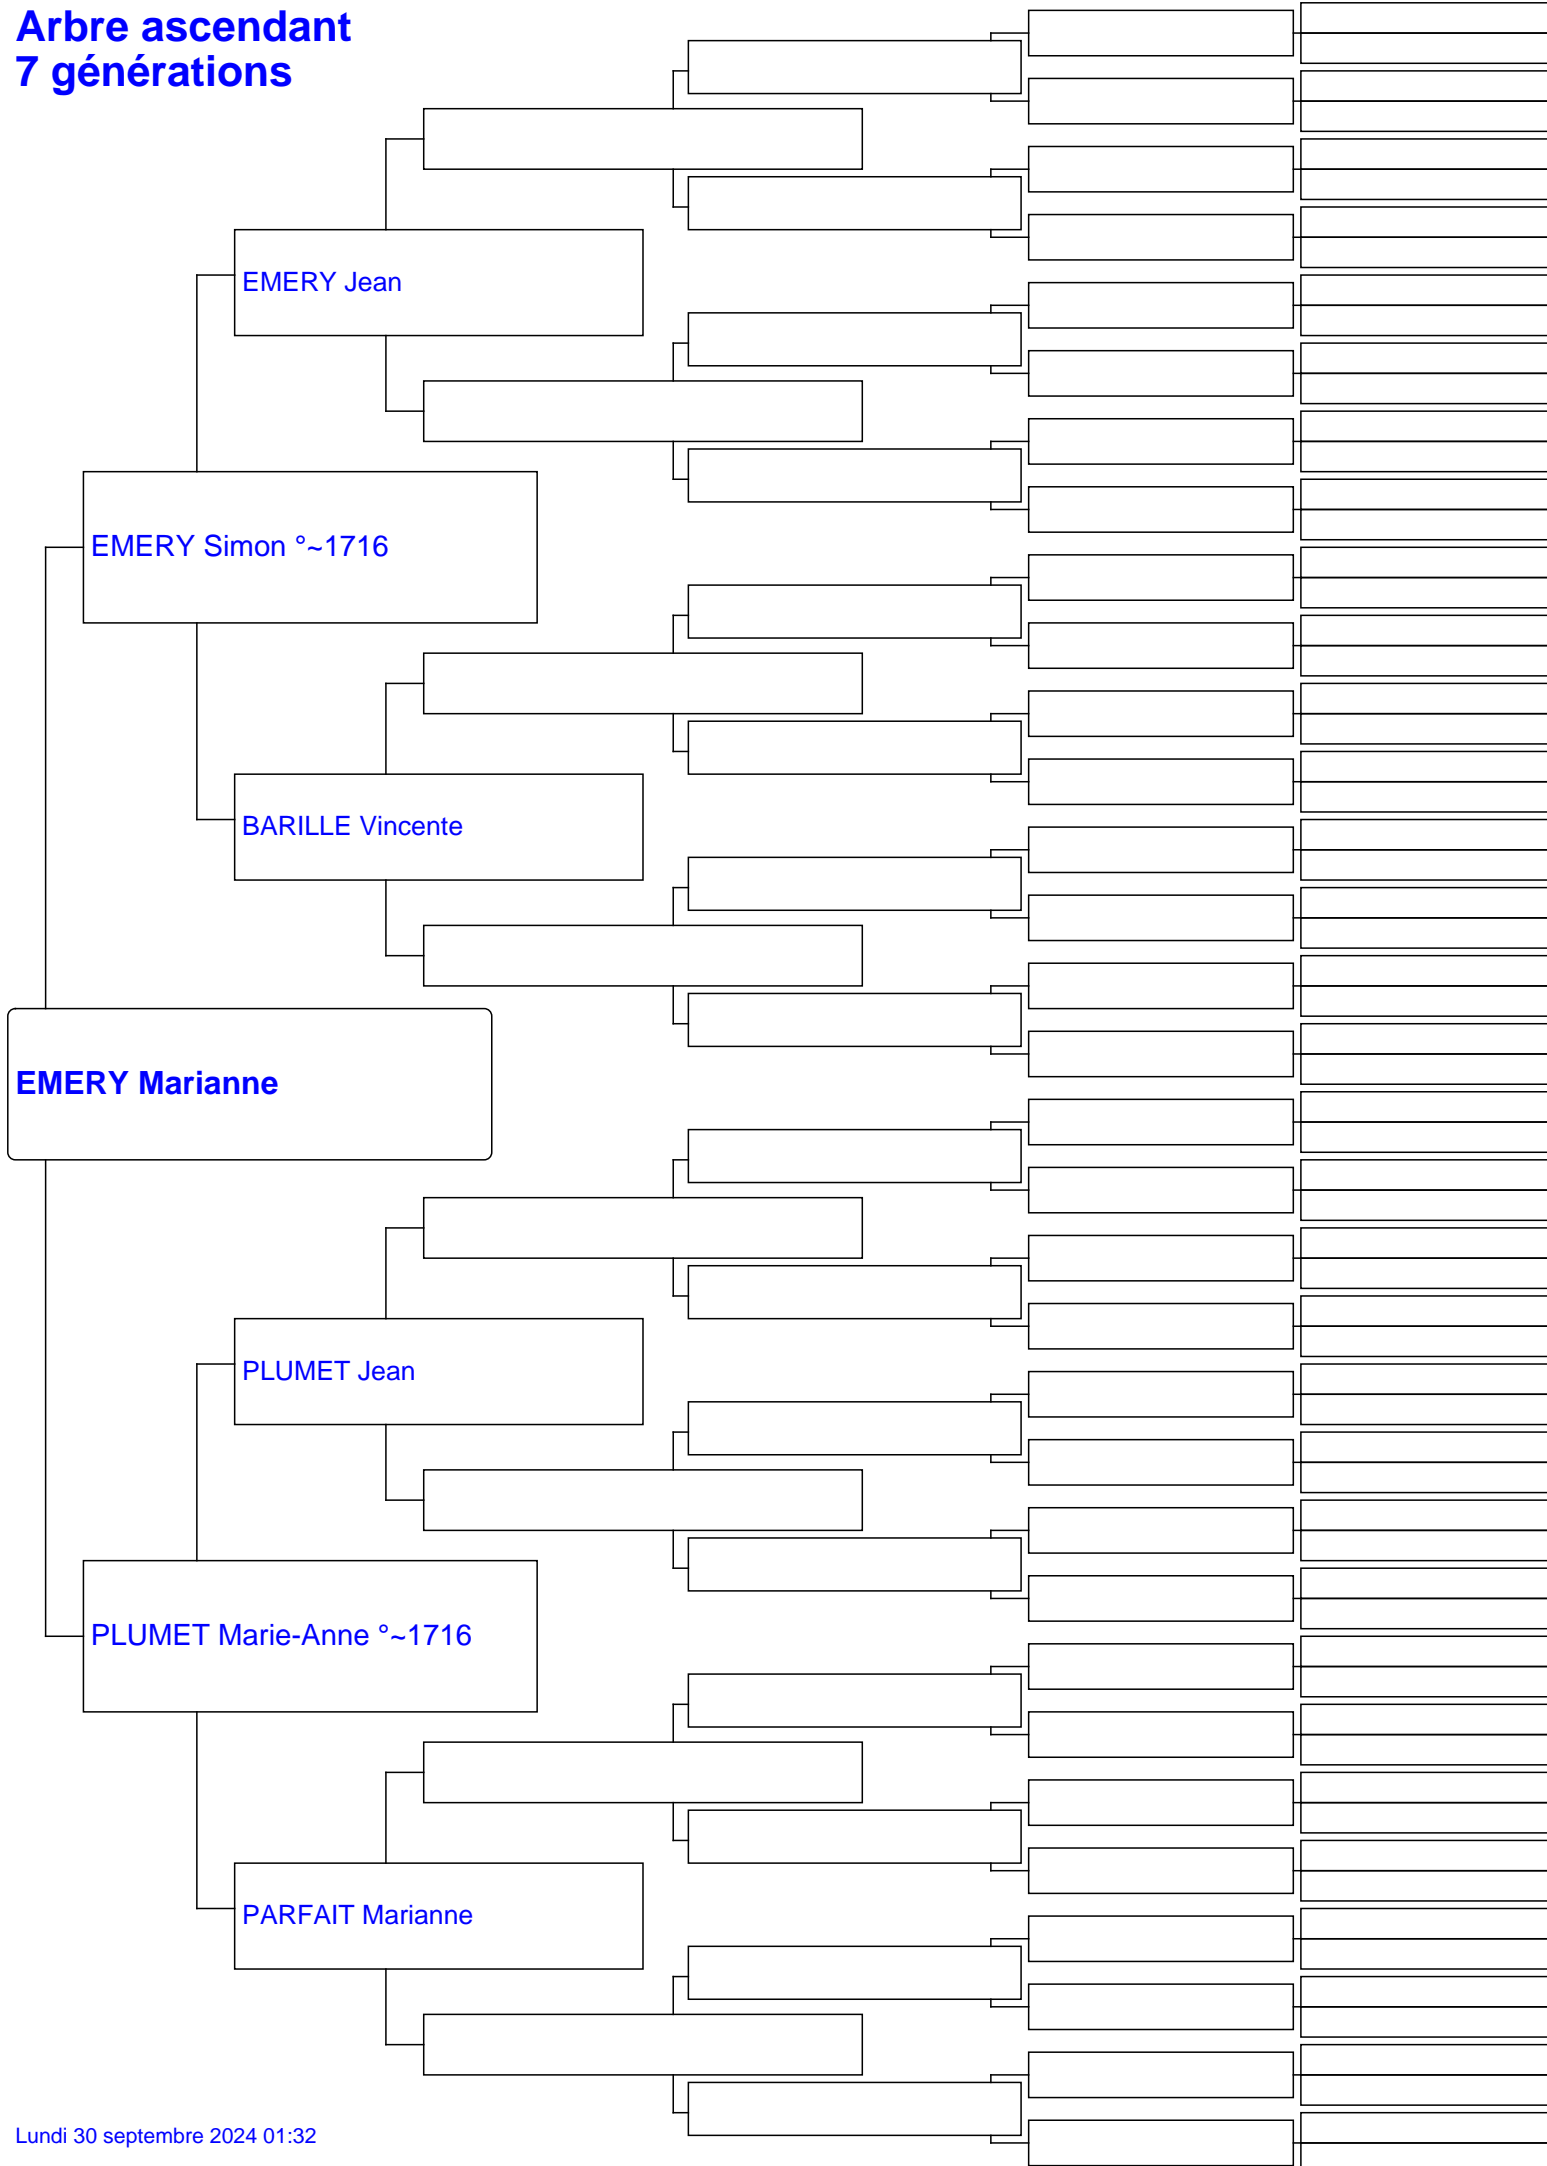 Arbre ascendant
7 générations
EMERY Jean
EMERY Simon °~1716
BARILLE Vincente
EMERY Marianne
PLUMET Jean
PLUMET Marie-Anne °~1716
PARFAIT Marianne
Lundi 30 septembre 2024 01:32